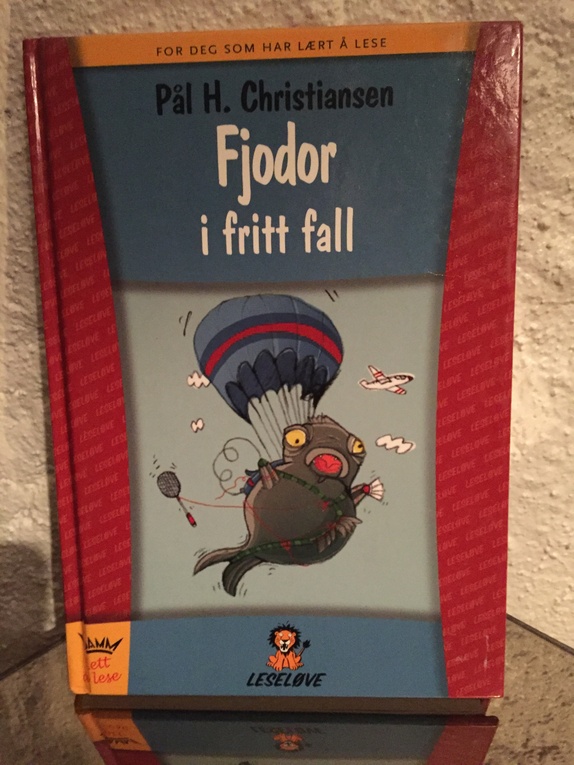 FOR DEG SOM HAR LÆRT Å LESE
Pål H. Christiansen
Fjodor
i fritt fall
DAMM
lett
lese
LESELØVE